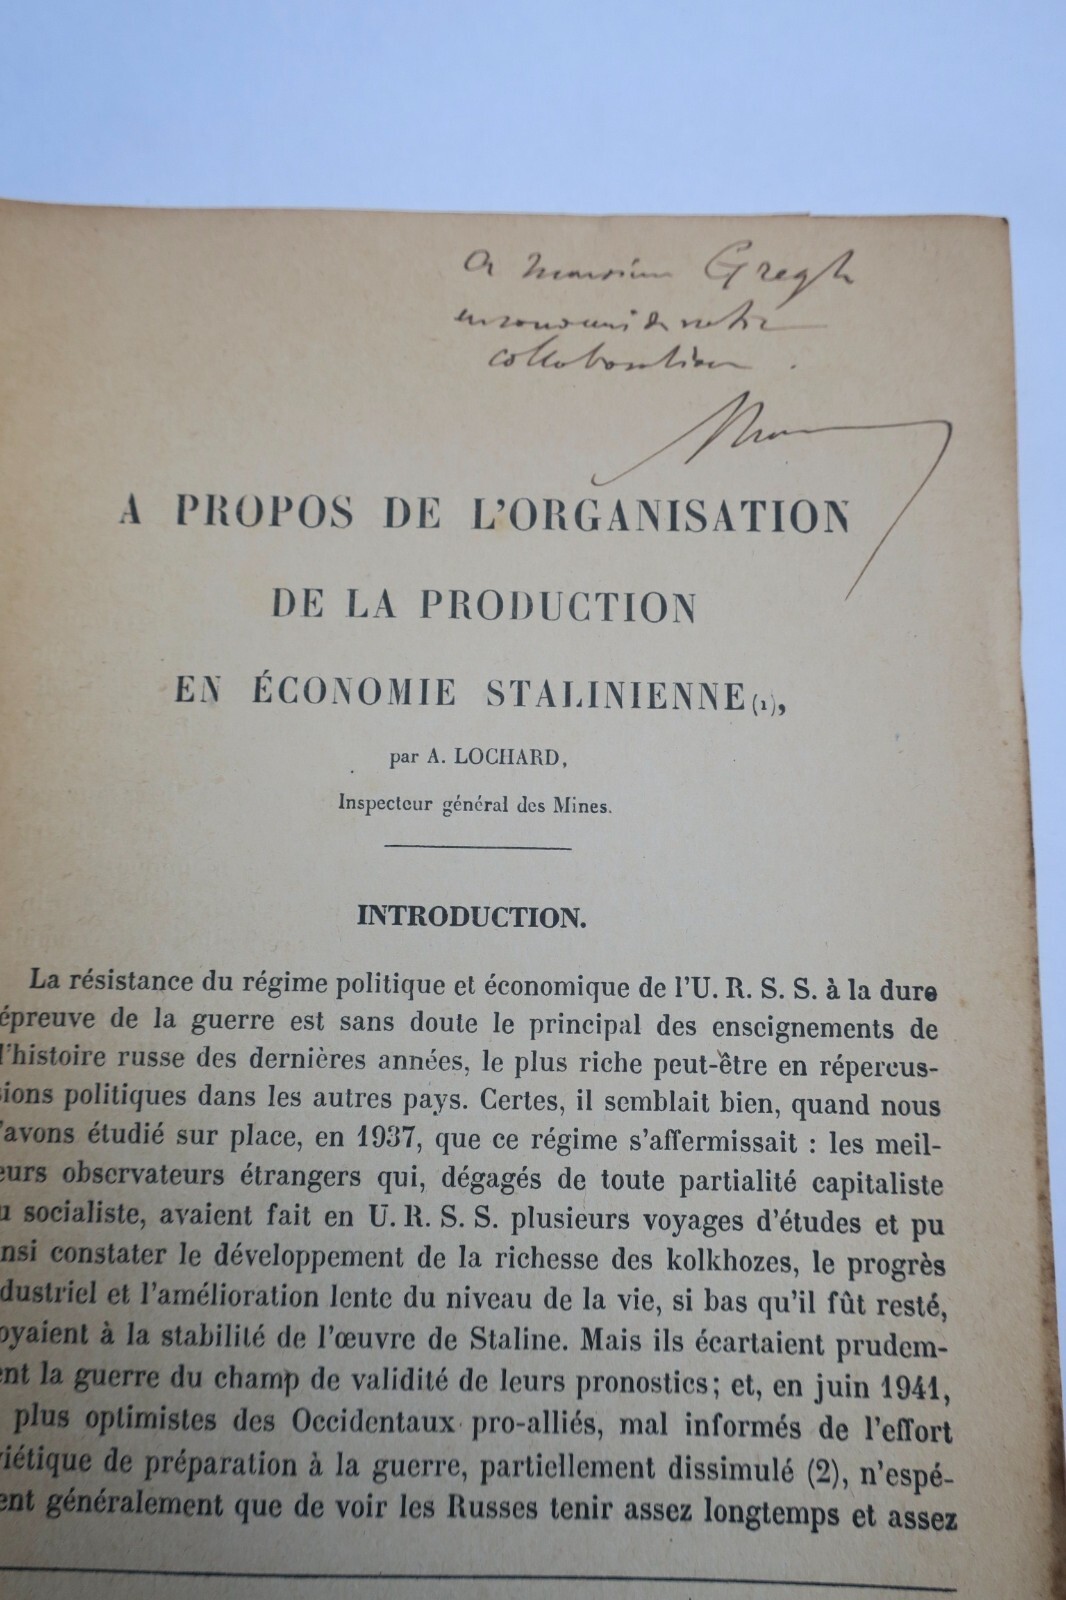 A Monsieur Gregh
en souvenir de notre
collaboration.
A PROPOS DE L'ORGANISATION
DE LA PRODUCTION
EN ÉCONOMIE STALINIENNE (1),
par A. LOCHARD,
Inspecteur général des Mines.
INTRODUCTION.
La résistance du régime politique et économique de l'U. R. S. S. à la dure
épreuve de la guerre est sans doute le principal des enseignements de
l'histoire russe des dernières années, le plus riche peut-être en répercus-
sions politiques dans les autres pays. Certes, il semblait bien, quand nous
l'avons étudié sur place, en 1937, que ce régime s'affermissait : les meil-
eurs observateurs étrangers qui, dégagés de toute partialité capitaliste
u socialiste, avaient fait en U. R. S. S. plusieurs voyages d'études et pu
nsi constater le développement de la richesse des kolkhozes, le progrès
dustriel et l'amélioration lente du niveau de la vie, si bas qu'il fût resté,
oyaient à la stabilité de l'œuvre de Staline. Mais ils écartaient prudem-
ent la guerre du champ de validité de leurs pronostics; et, en juin 1941,
plus optimistes des Occidentaux pro-alliés, mal informés de l'effort
viétique de préparation à la guerre, partiellement dissimulé (2), n'espé-
ent généralement que de voir les Russes tenir assez longtemps et assez